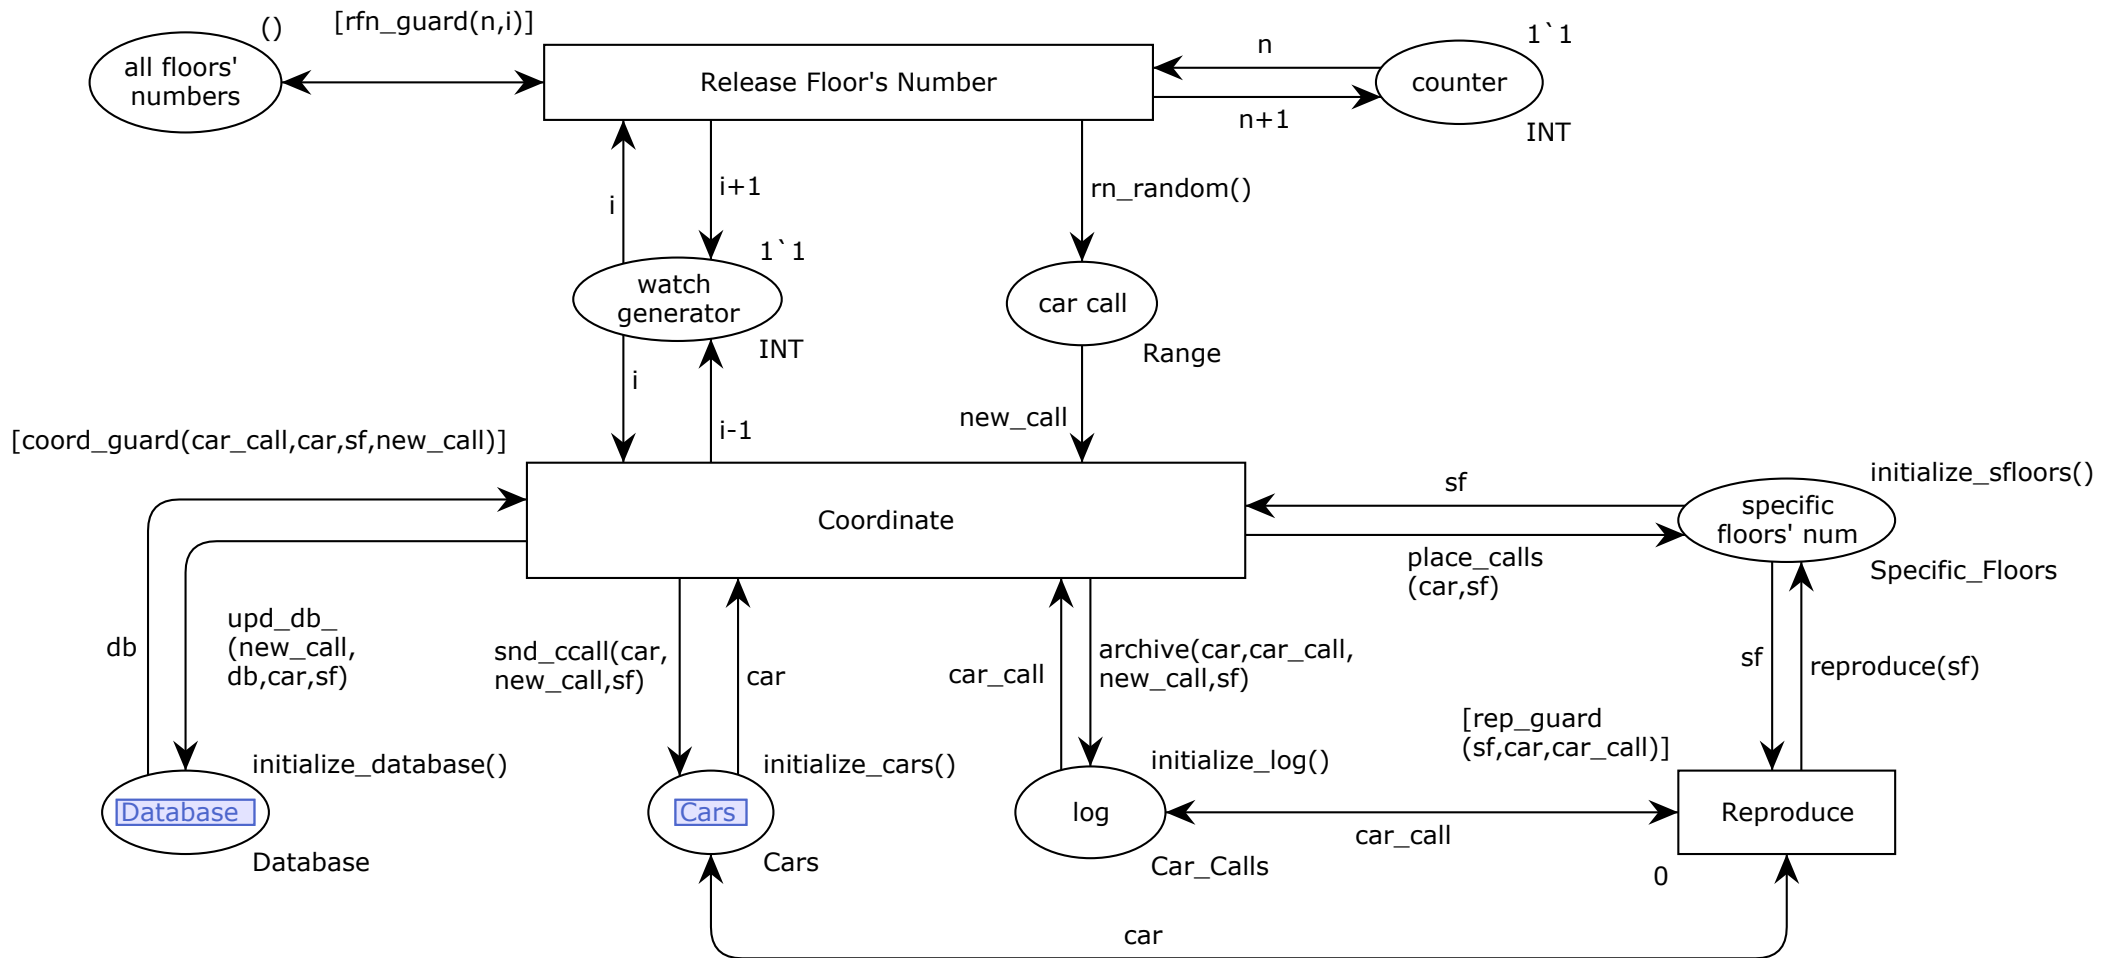 ()
[rfn_guard(n,i)]
1`1
all floors'
numbers
Release Floor's Number
n
counter
n+1
INT
i
i+1
rn_random()
1`1
watch
generator
INT
car call
Range
i
i-1
new_call
[coord_guard(car_call,car,sf,new_call)]
Coordinate
sf
initialize_sfloors()
specific
floors' num
Specific_Floors
place_calls
(car,sf)
db
upd_db_
(new_call,
db,car,sf)
snd_ccall(car,
new_call,sf)
car
car_call
archive(car,car_call,
new_call,sf)
sf
reproduce(sf)
[rep_guard
(sf,car,car_call)]
initialize_database()
Database
Database
initialize_cars()
Cars
Cars
initialize_log()
log
Car_Calls
car_call
Reproduce
0
car